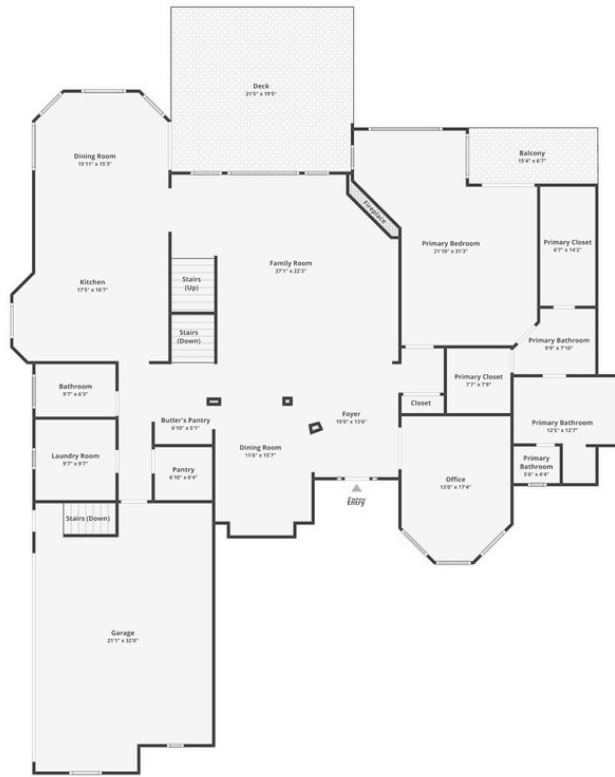 Deck
21'5" x 19'5"
Dining Room
15'11" x 15'3"
Balcony
15'4" x 6'7"
Fireplace
Primary Bedroom
21'10" x 31'3"
Primary Closet
6'7" x 14'2"
Family Room
27'1" x 22'3"
Stairs
(Up)
Kitchen
17'5" x 16'7"
Stairs
(Down)
Primary Bathroom
9'9" x 7'10"
Bathroom
9'7" x 6'3"
Primary Closet
7'7" x 7'9"
Closet
Butler's Pantry
6'10" x 5'1"
Foyer
10'0" x 13'6"
Primary Bathroom
12'5" x 12'7"
Dining Room
11'6" x 15'7"
Laundry Room
9'7" x 9'7"
Pantry
6'10" x 6'4"
Primary
Bathroom
5'6" x 4'4"
Office
13'0" x 17'4"
Entry
Entry
Stairs (Down)
Garage
21'1" x 32'0"